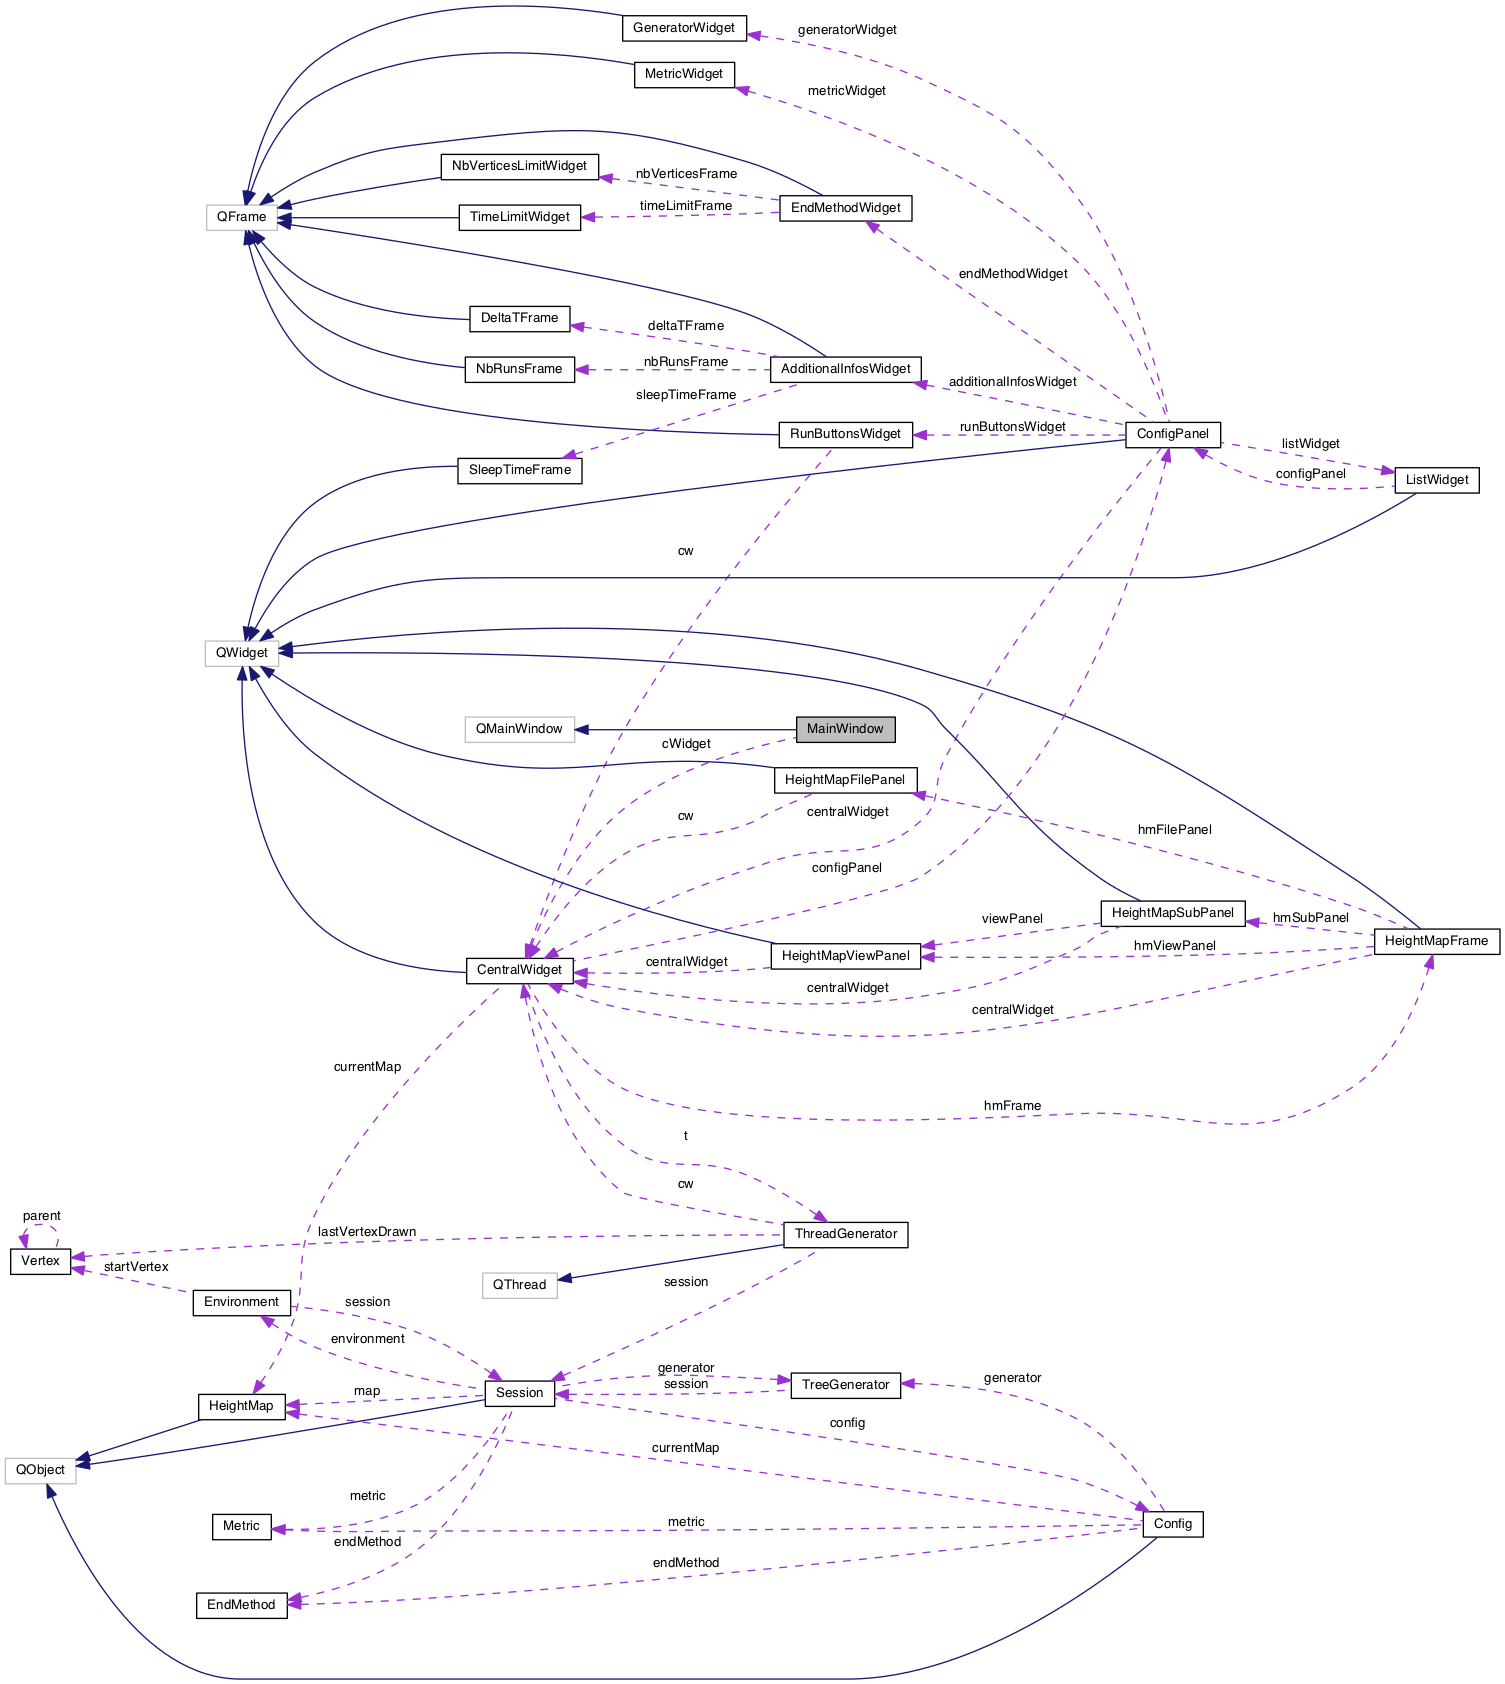 GeneratorWidget
generatorWidget
MetricWidget
metricWidget
NbVerticesLimitWidget
nbVerticesFrame
QFrame
TimeLimitWidget
timeLimitFrame
EndMethodWidget
endMethodWidget
DeltaTFrame
deltaTFrame
NbRunsFrame
nbRunsFrame
AdditionalInfosWidget
additionalInfosWidget
sleepTimeFrame
RunButtonsWidget
runButtonsWidget
ConfigPanel
listWidget
SleepTimeFrame
configPanel
ListWidget
cw
QWidget
QMainWindow
MainWindow
cWidget
HeightMapFilePanel
cw
centralWidget
hmFilePanel
configPanel
HeightMapSubPanel
viewPanel
hmSubPanel
HeightMapFrame
hmViewPanel
HeightMapViewPanel
centralWidget
CentralWidget
centralWidget
centralWidget
currentMap
hmFrame
t
cw
parent
lastVertexDrawn
ThreadGenerator
Vertex
startVertex
QThread
session
Environment
session
environment
generator
session
TreeGenerator
generator
Session
map
HeightMap
config
currentMap
QObject
metric
Metric
metric
Config
endMethod
endMethod
EndMethod